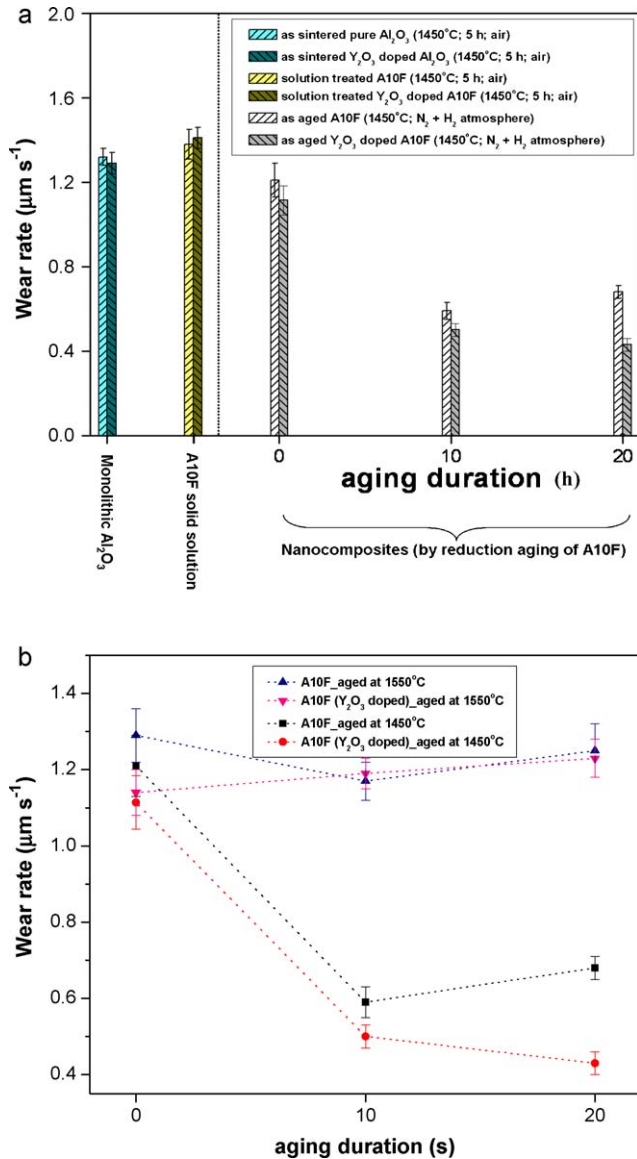 a
as sintered pure Al₂O₃ (1450°C; 5 h; air)
as sintered Y₂O₃ doped Al₂O₃ (1450°C; 5 h; air)
solution treated A10F (1450°C; 5 h; air)
solution treated Y₂O₃ doped A10F (1450°C; 5 h; air)
as aged A10F (1450°C; N₂ + H₂ atmosphere)
as aged Y₂O₃ doped A10F (1450°C; N₂ + H₂ atmosphere)
Wear rate (μm s⁻¹)
2.0
1.6
1.2
0.8
0.4
0.0
Monolithic Al₂O₃
A10F solid solution
0
10
20
aging duration (h)
Nanocomposites (by reduction aging of A10F)
b
A10F_aged at 1550°C
A10F (Y₂O₃ doped)_aged at 1550°C
A10F_aged at 1450°C
A10F (Y₂O₃ doped)_aged at 1450°C
Wear rate (μm s⁻¹)
1.4
1.2
1.0
0.8
0.6
0.4
0
10
20
aging duration (s)